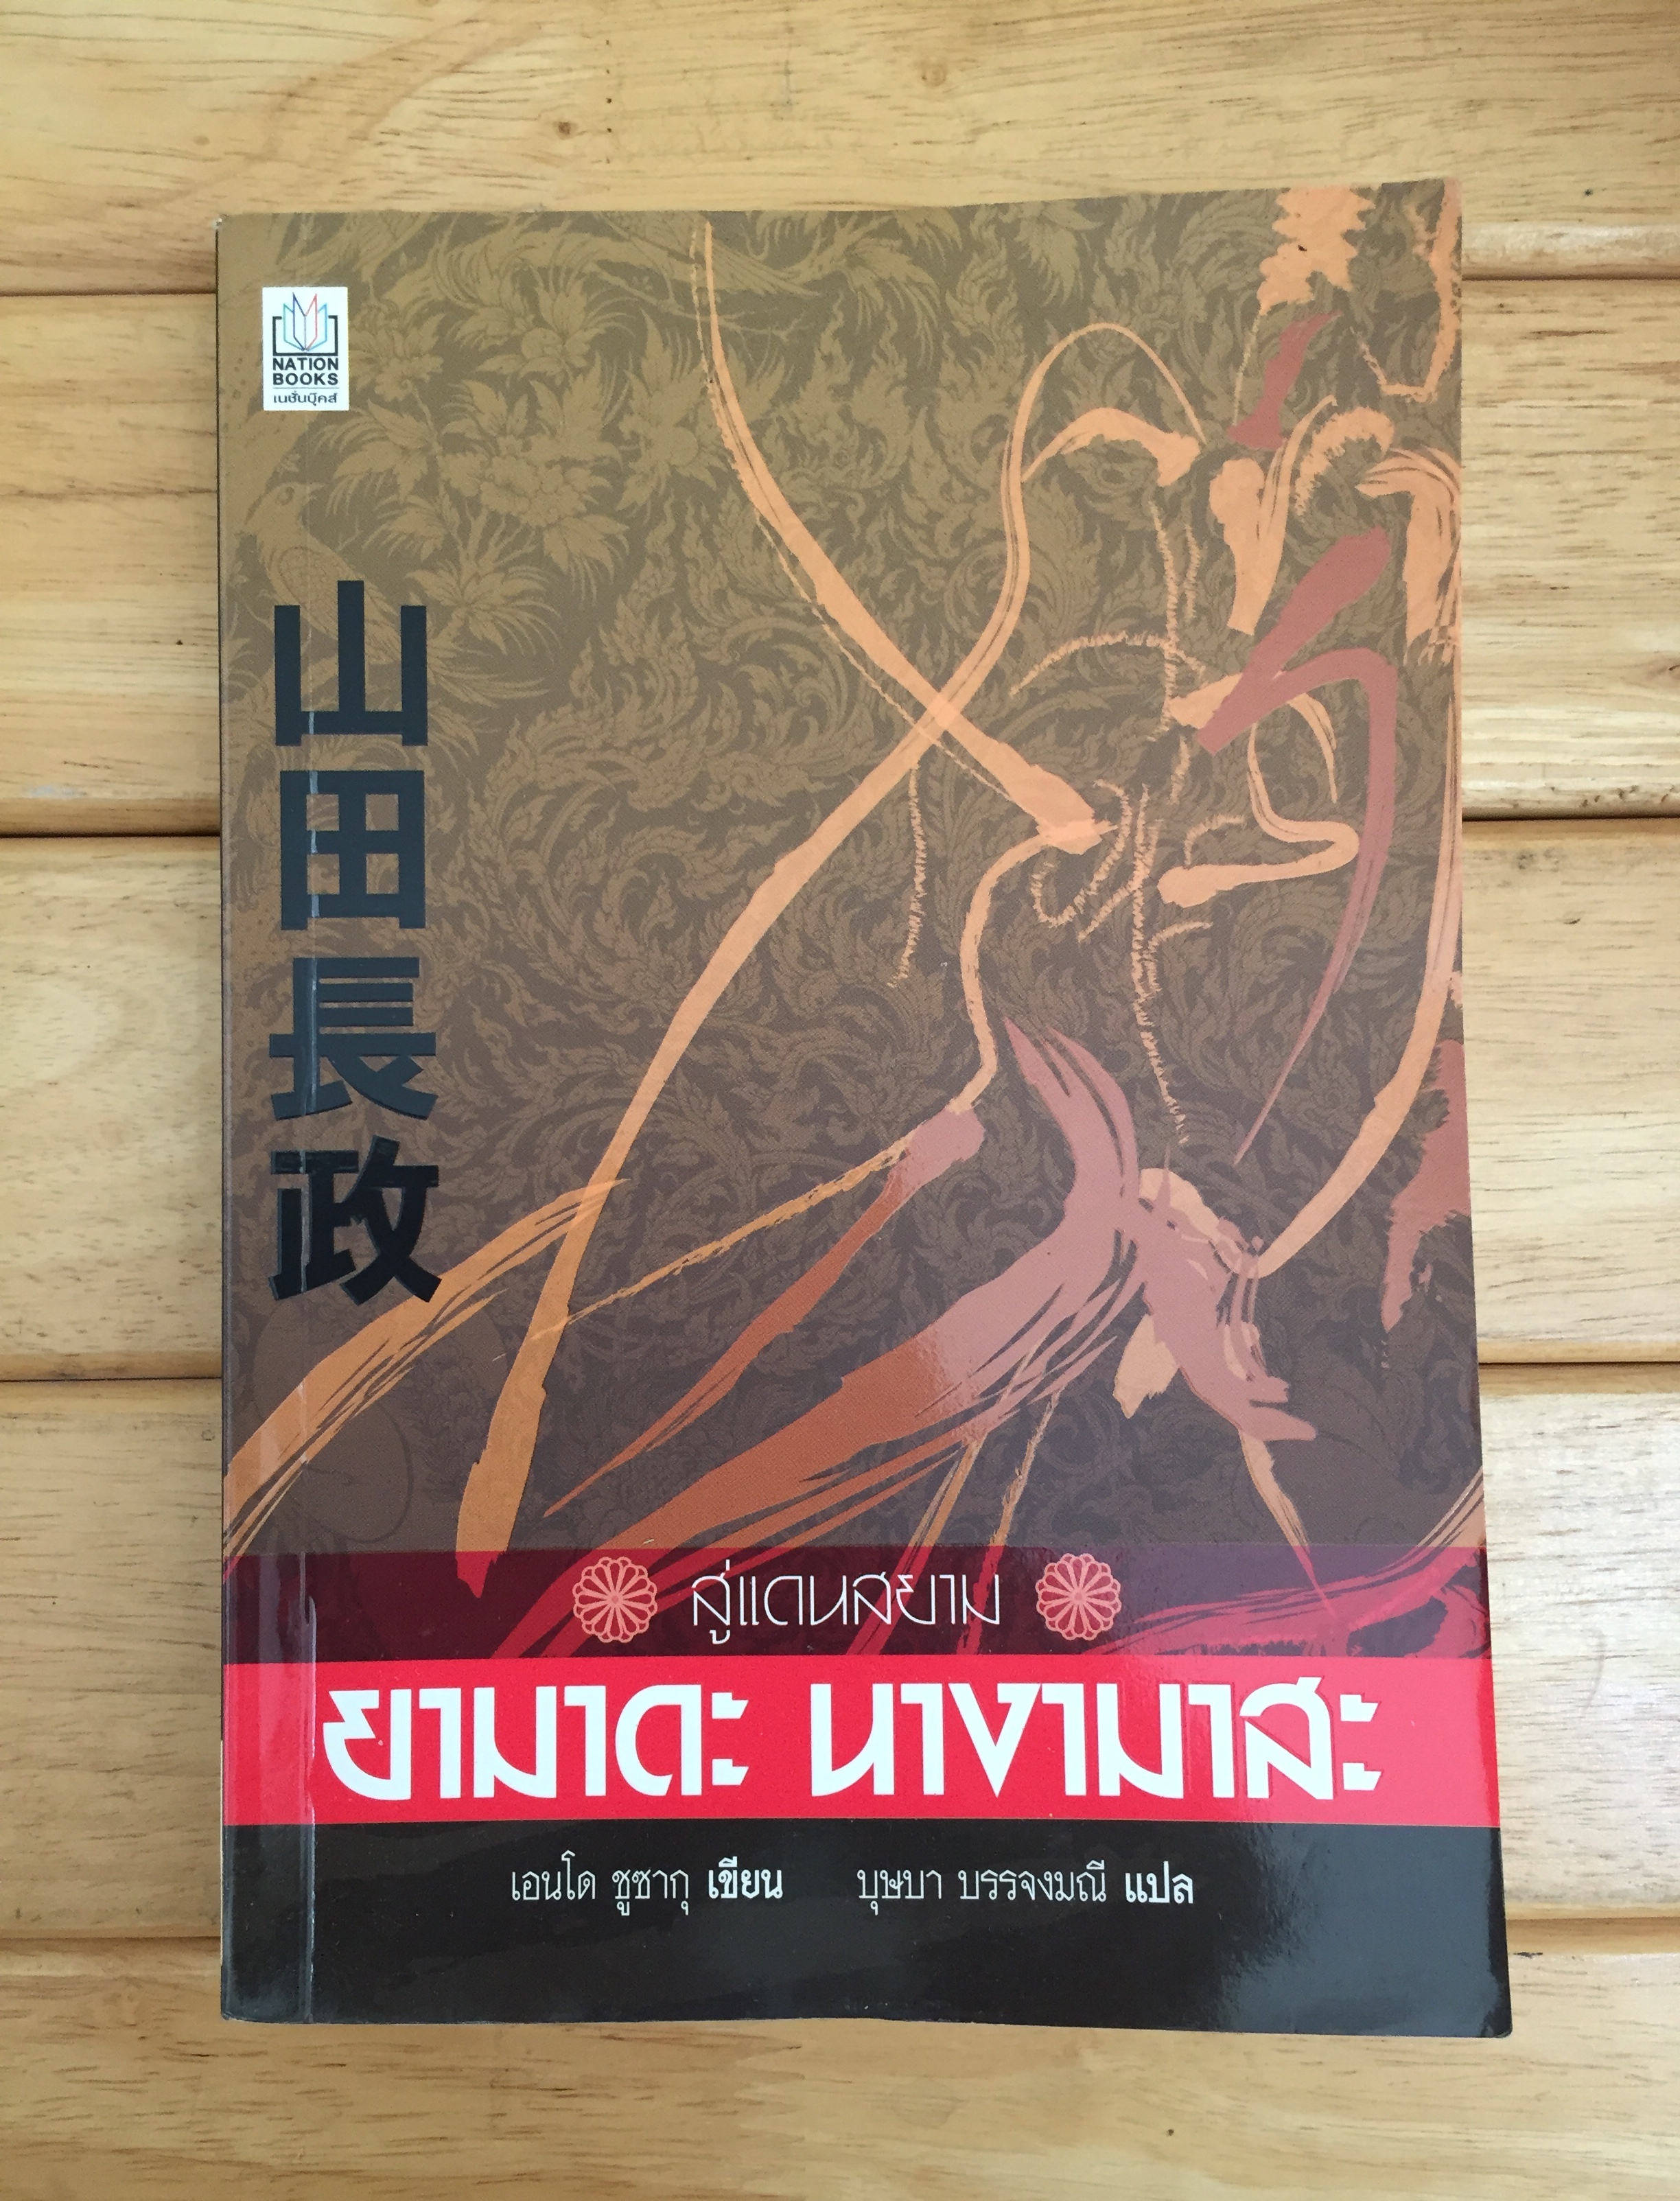 NATION
BOOKS
เนชั่นบุ๊คส์
山田長政
สู่แดนสยาม
ยามาดะ นางามาสะ
เอนโด ชูซากุ เขียน บุษบา บรรจงมณี แปล